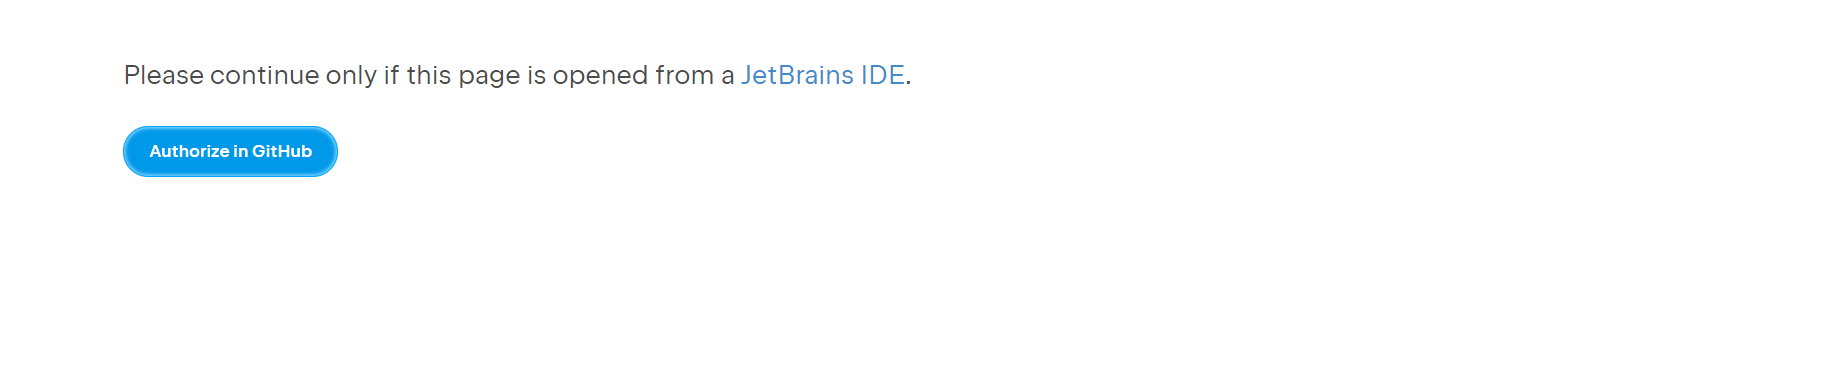 Please continue only if this page is opened from a JetBrains IDE.
Authorize in GitHub